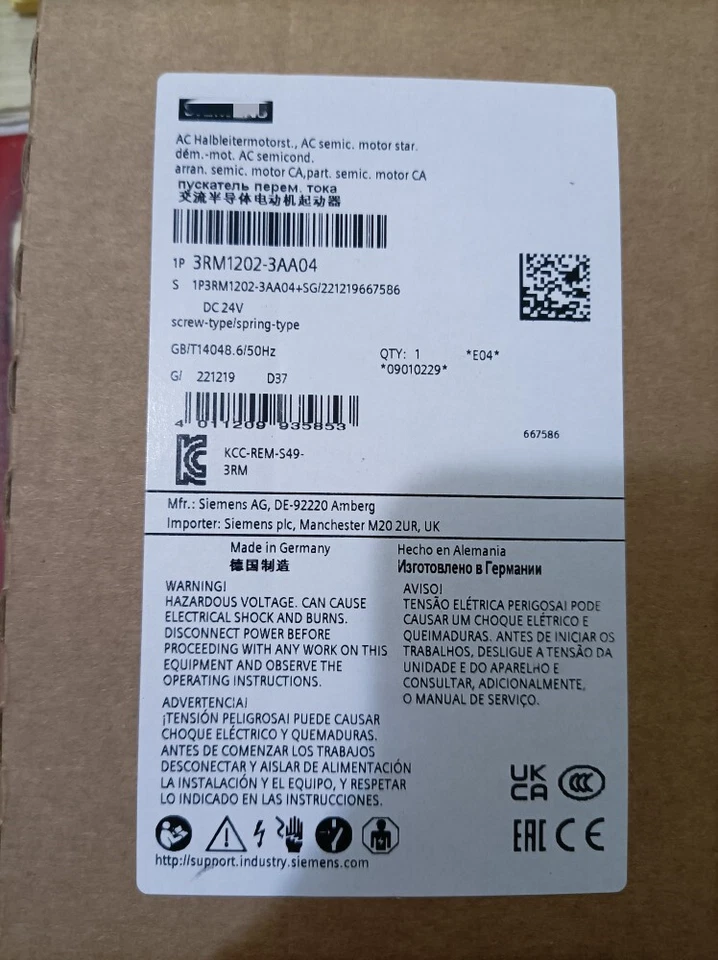 AC Halbleitermotorst., AC semic. motor star.
dém.-mot. AC semicond.
arran. semic. motor CA,part. semic. motor CA
пускатель перем. тока
交流半导体电动机起动器
1P 3RM1202-3AA04
S 1P3RM1202-3AA04+SG/221219667586
DC 24V
screw-type/spring-type
GB/T14048.6/50Hz
QTY: 1 *E04*
*09010229*
G/ 221219 D37
4 011209 935853
667586
KCC-REM-S49-
3RM
Mfr.: Siemens AG, DE-92220 Amberg
Importer: Siemens plc, Manchester M20 2UR, UK
Made in Germany
德国制造
Hecho en Alemania
Изготовлено в Германии
WARNING!
HAZARDOUS VOLTAGE. CAN CAUSE
ELECTRICAL SHOCK AND BURNS.
DISCONNECT POWER BEFORE
PROCEEDING WITH ANY WORK ON THIS
EQUIPMENT AND OBSERVE THE
OPERATING INSTRUCTIONS.
AVISO!
TENSÃO ELÉTRICA PERIGOSA! PODE
CAUSAR UM CHOQUE ELÉTRICO E
QUEIMADURAS. ANTES DE INICIAR OS
TRABALHOS, DESLIGUE A TENSÃO DA
UNIDADE E DO APARELHO E
CONSULTAR, ADICIONALMENTE,
O MANUAL DE SERVIÇO.
ADVERTENCIA!
¡TENSIÓN PELIGROSA! PUEDE CAUSAR
CHOQUE ELÉCTRICO Y QUEMADURAS.
ANTES DE COMENZAR LOS TRABAJOS
DESCONECTAR Y AISLAR DE ALIMENTACIÓN
LA INSTALACIÓN Y EL EQUIPO, Y RESPETAR
LO INDICADO EN LAS INSTRUCCIONES.
UK
CA
CCC
EAC CE
http://support.industry.siemens.com